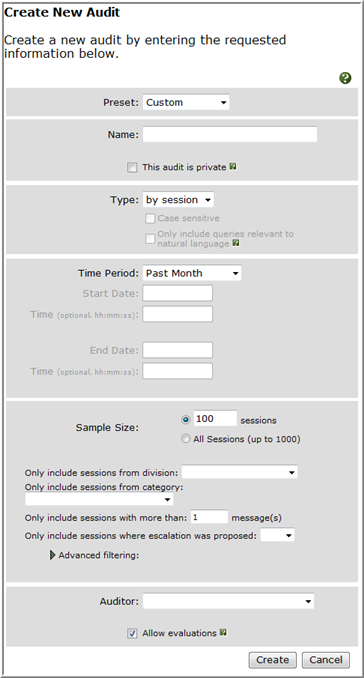 Create New Audit
Create a new audit by entering the requested
information below.
?
Preset: Custom
Name:
This audit is private ?
Type: by session
Case sensitive
Only include queries relevant to
natural language ?
Time Period: Past Month
Start Date:
Time (optional, hh:mm:ss):
End Date:
Time (optional, hh:mm:ss):
Sample Size: 100 sessions
All Sessions (up to 1000)
Only include sessions from division:
Only include sessions from category:
Only include sessions with more than: 1 message(s)
Only include sessions where escalation was proposed:
Advanced filtering:
Auditor:
Allow evaluations ?
Create Cancel